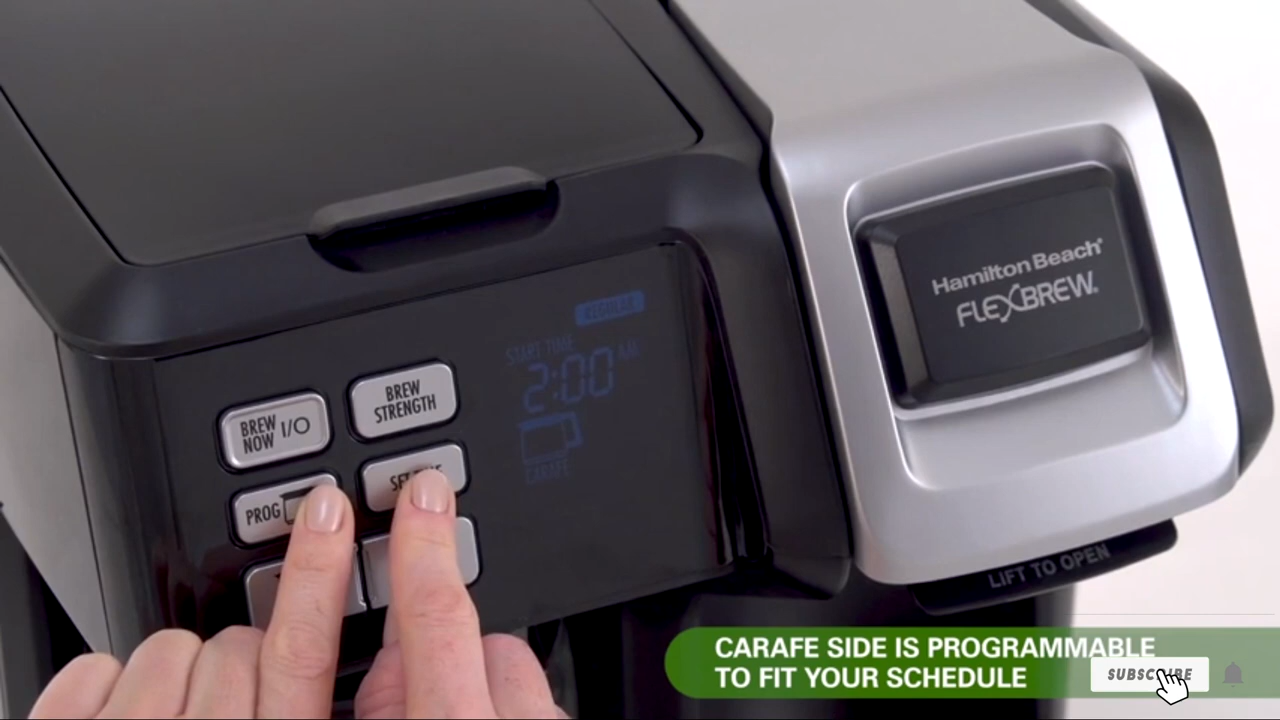 REGULAR
START TIME
2:00 AM
CARAFE
BREW NOW I/O
BREW STRENGTH
PROG
Hamilton Beach®
FLEXBREW®
LIFT TO OPEN
CARAFE SIDE IS PROGRAMMABLE
TO FIT YOUR SCHEDULE
SUBSCRIBE